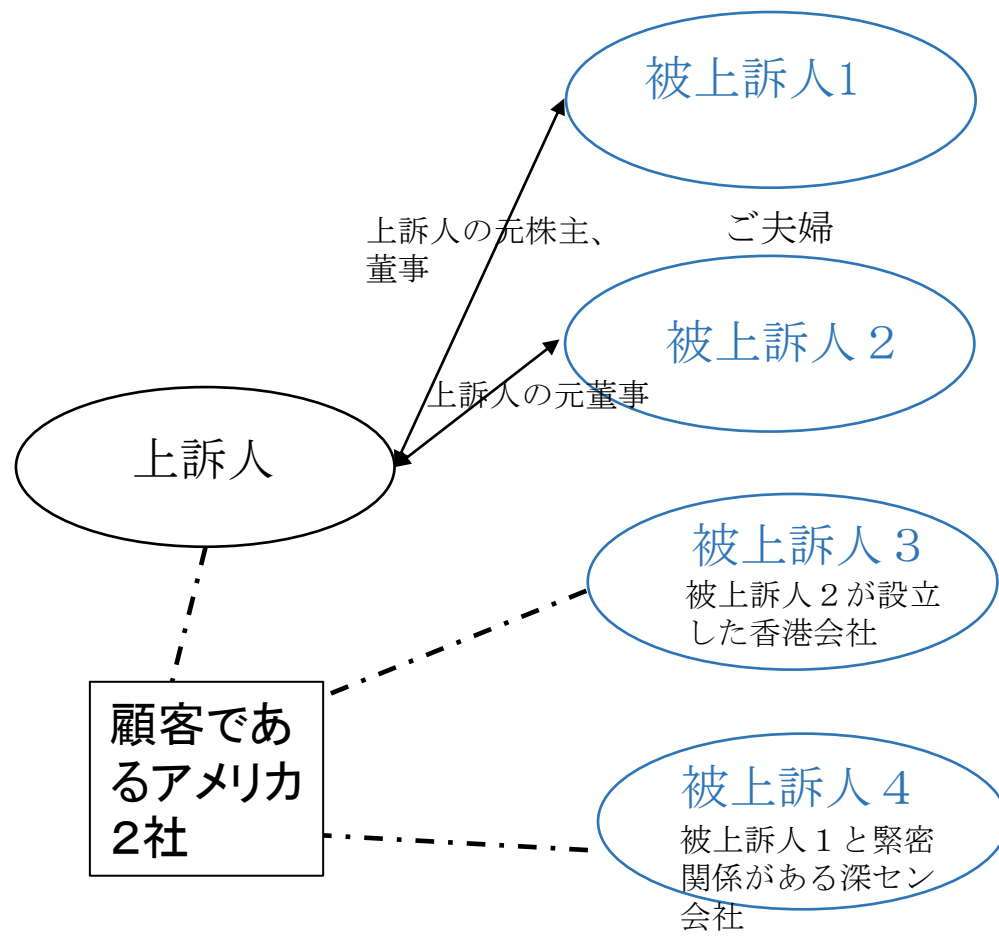 被上訴人1
上訴人の元株主、
董事
ご夫婦
被上訴人２
上訴人の元董事
上訴人
被上訴人３
被上訴人２が設立
した香港会社
顧客であ
るアメリカ
２社
被上訴人４
被上訴人１と緊密
関係がある深セン
会社